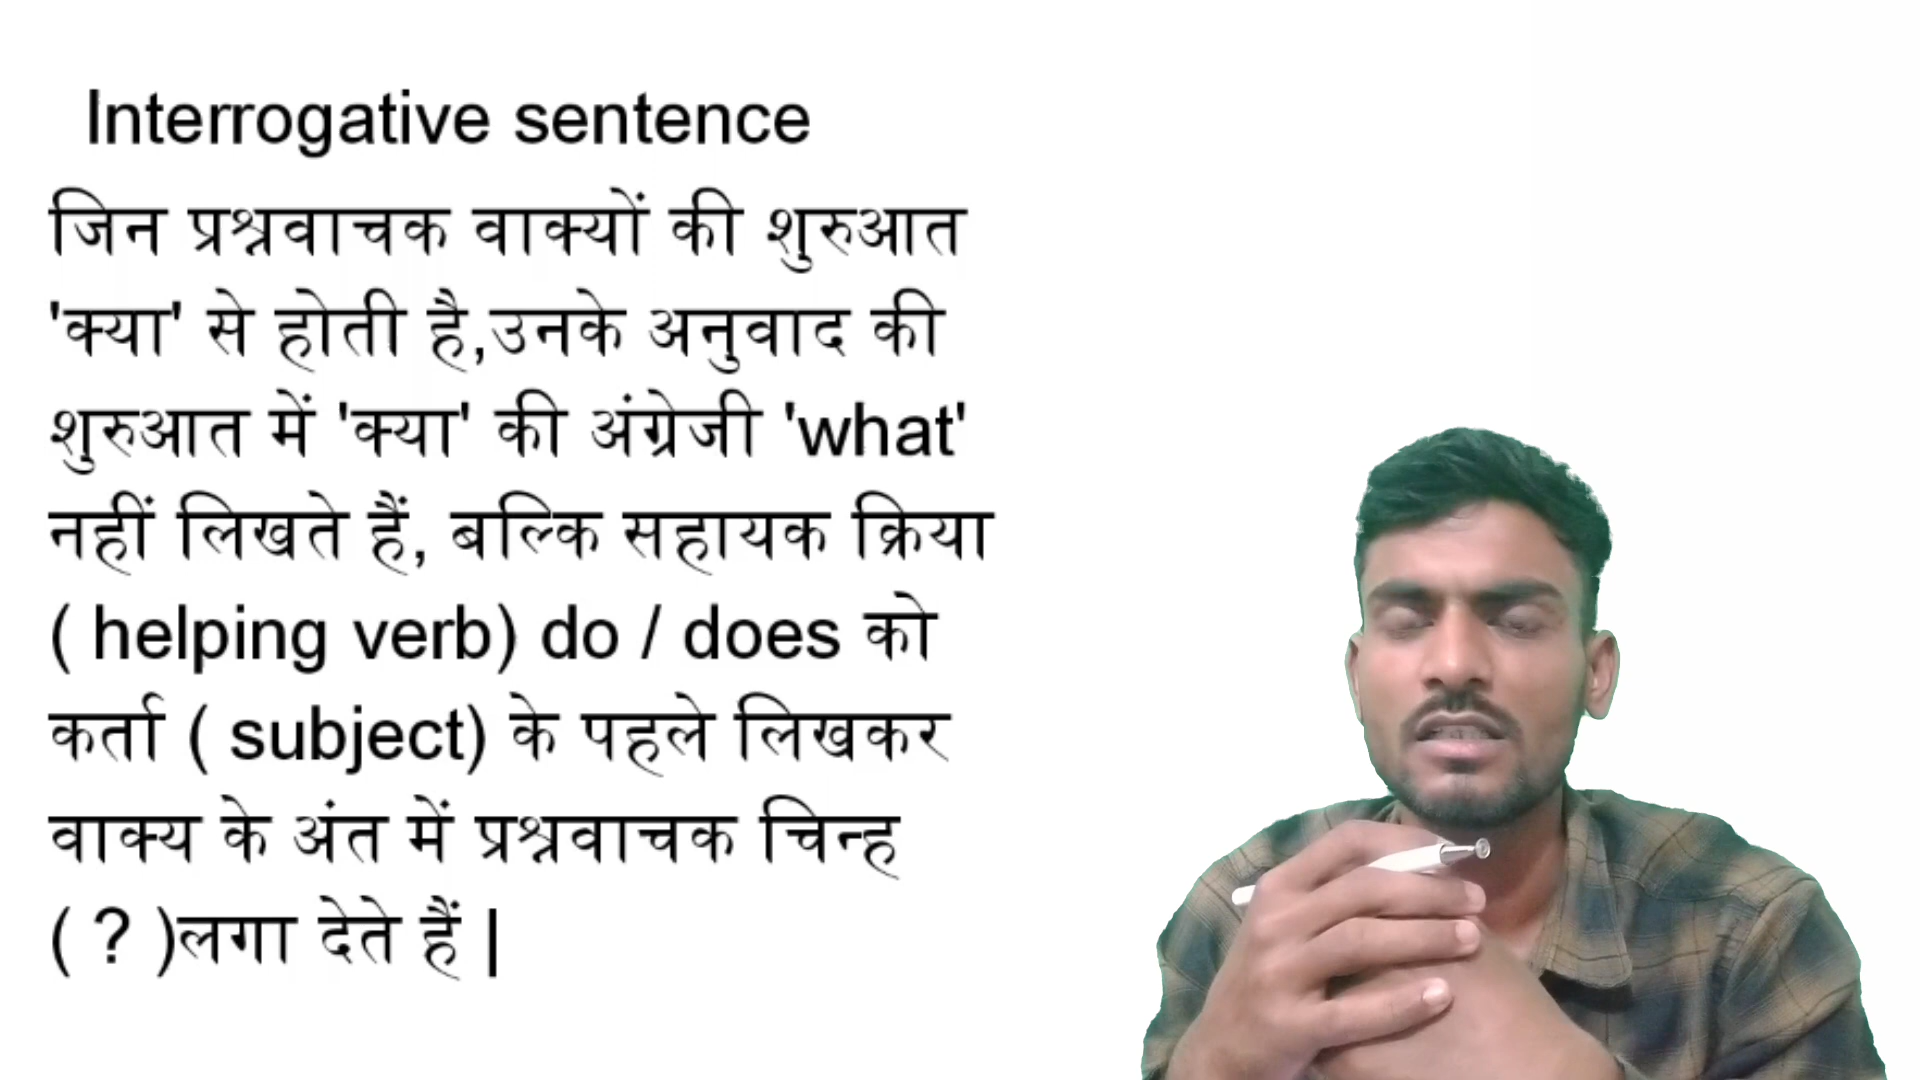 Interrogative sentence
जिन प्रश्नवाचक वाक्यों की शुरुआत
'क्या' से होती है,उनके अनुवाद की
शुरुआत में 'क्या' की अंग्रेजी 'what'
नहीं लिखते हैं, बल्कि सहायक क्रिया
( helping verb) do / does को
कर्ता ( subject) के पहले लिखकर
वाक्य के अंत में प्रश्नवाचक चिन्ह
( ? )लगा देते हैं |